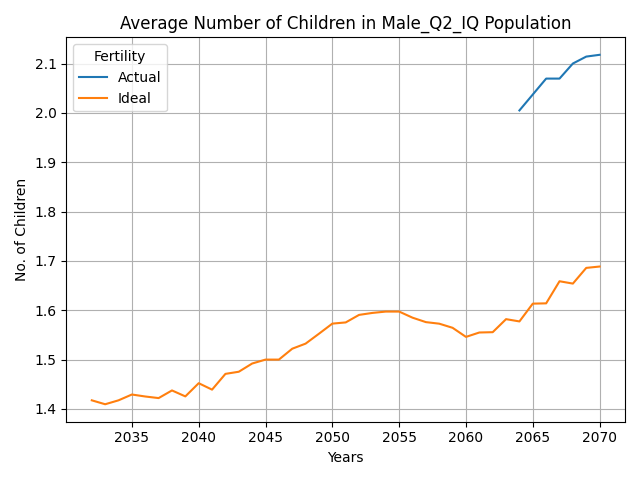 Average Number of Children in Male_Q2_IQ Population
Fertility
Actual
Ideal
2.1
2.0
1.9
1.8
1.7
1.6
1.5
1.4
No. of Children
2035 2040 2045 2050 2055 2060 2065 2070
Years